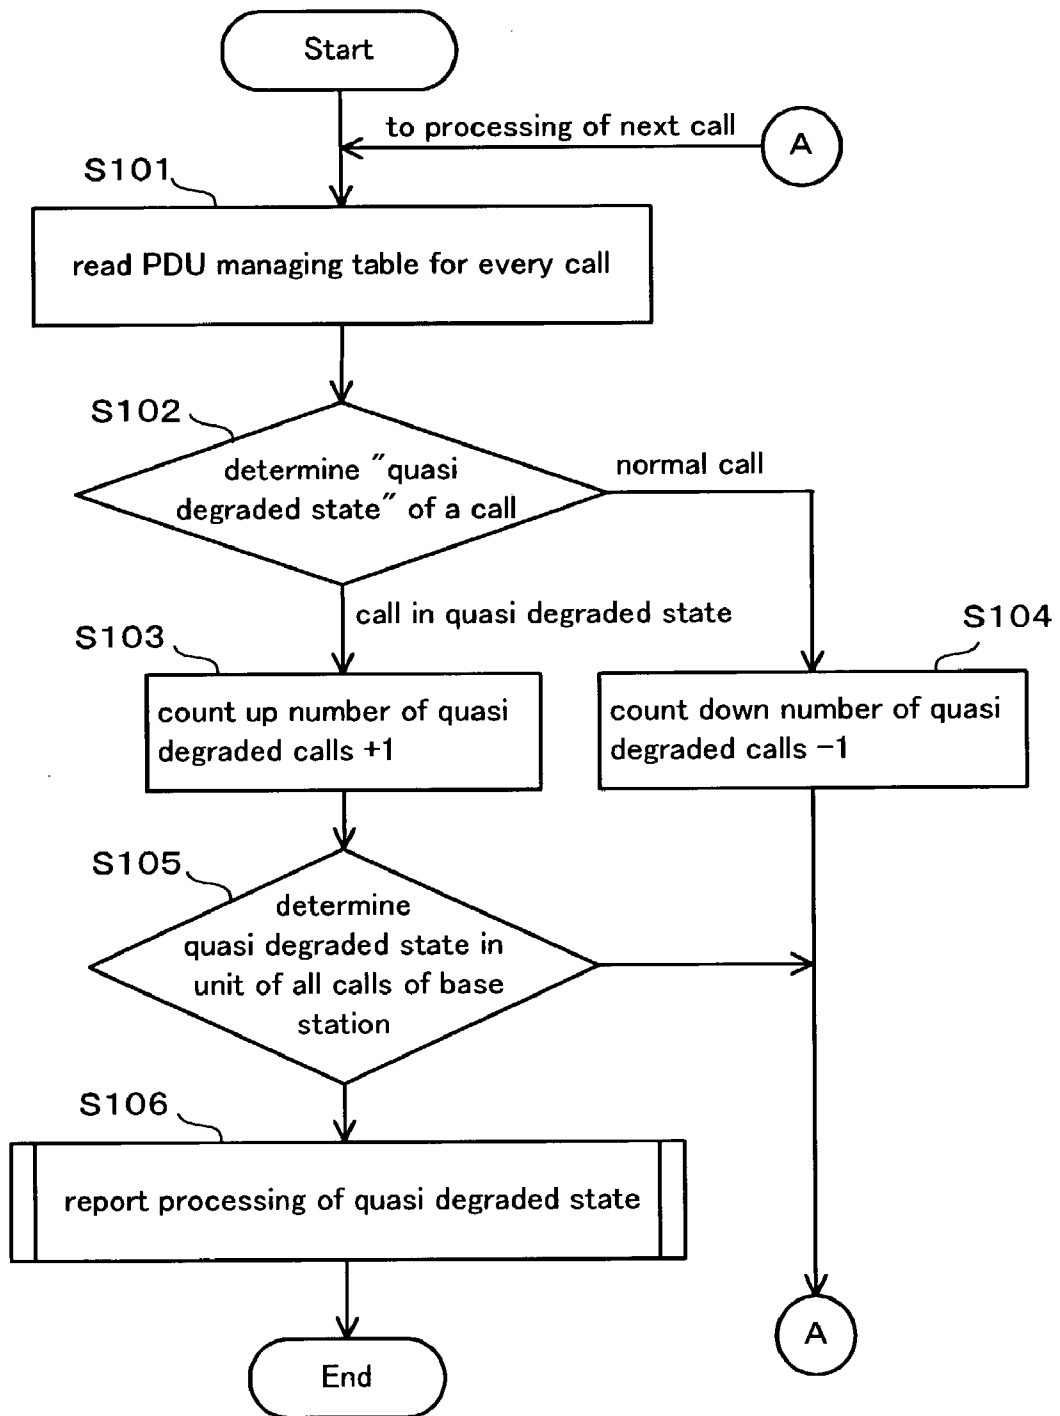 Start
to processing of next call
A
S101
read PDU managing table for every call
S102
determine "quasi
degraded state" of a call
normal call
call in quasi degraded state
S103
count up number of quasi
degraded calls +1
S104
count down number of quasi
degraded calls -1
S105
determine
quasi degraded state in
unit of all calls of base
station
S106
report processing of quasi degraded state
A
End